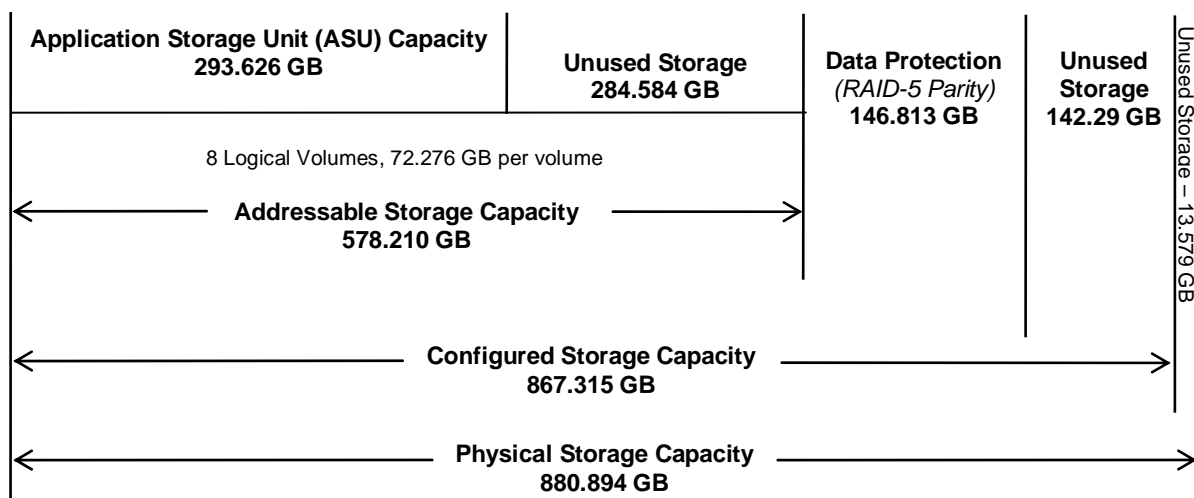 Application Storage Unit (ASU) Capacity
293.626 GB
Unused Storage
284.584 GB
Data Protection
(RAID-5 Parity)
146.813 GB
Unused
Storage
142.29 GB
Unused Storage – 13.579 GB
8 Logical Volumes, 72.276 GB per volume
Addressable Storage Capacity
578.210 GB
Configured Storage Capacity
867.315 GB
Physical Storage Capacity
880.894 GB